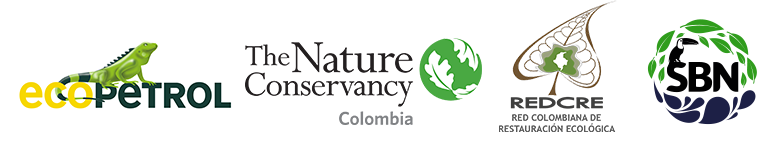 ecopetrol
The Nature
Conservancy
Colombia
REDCRE
RED COLOMBIANA DE
RESTAURACIÓN ECOLÓGICA
SBN